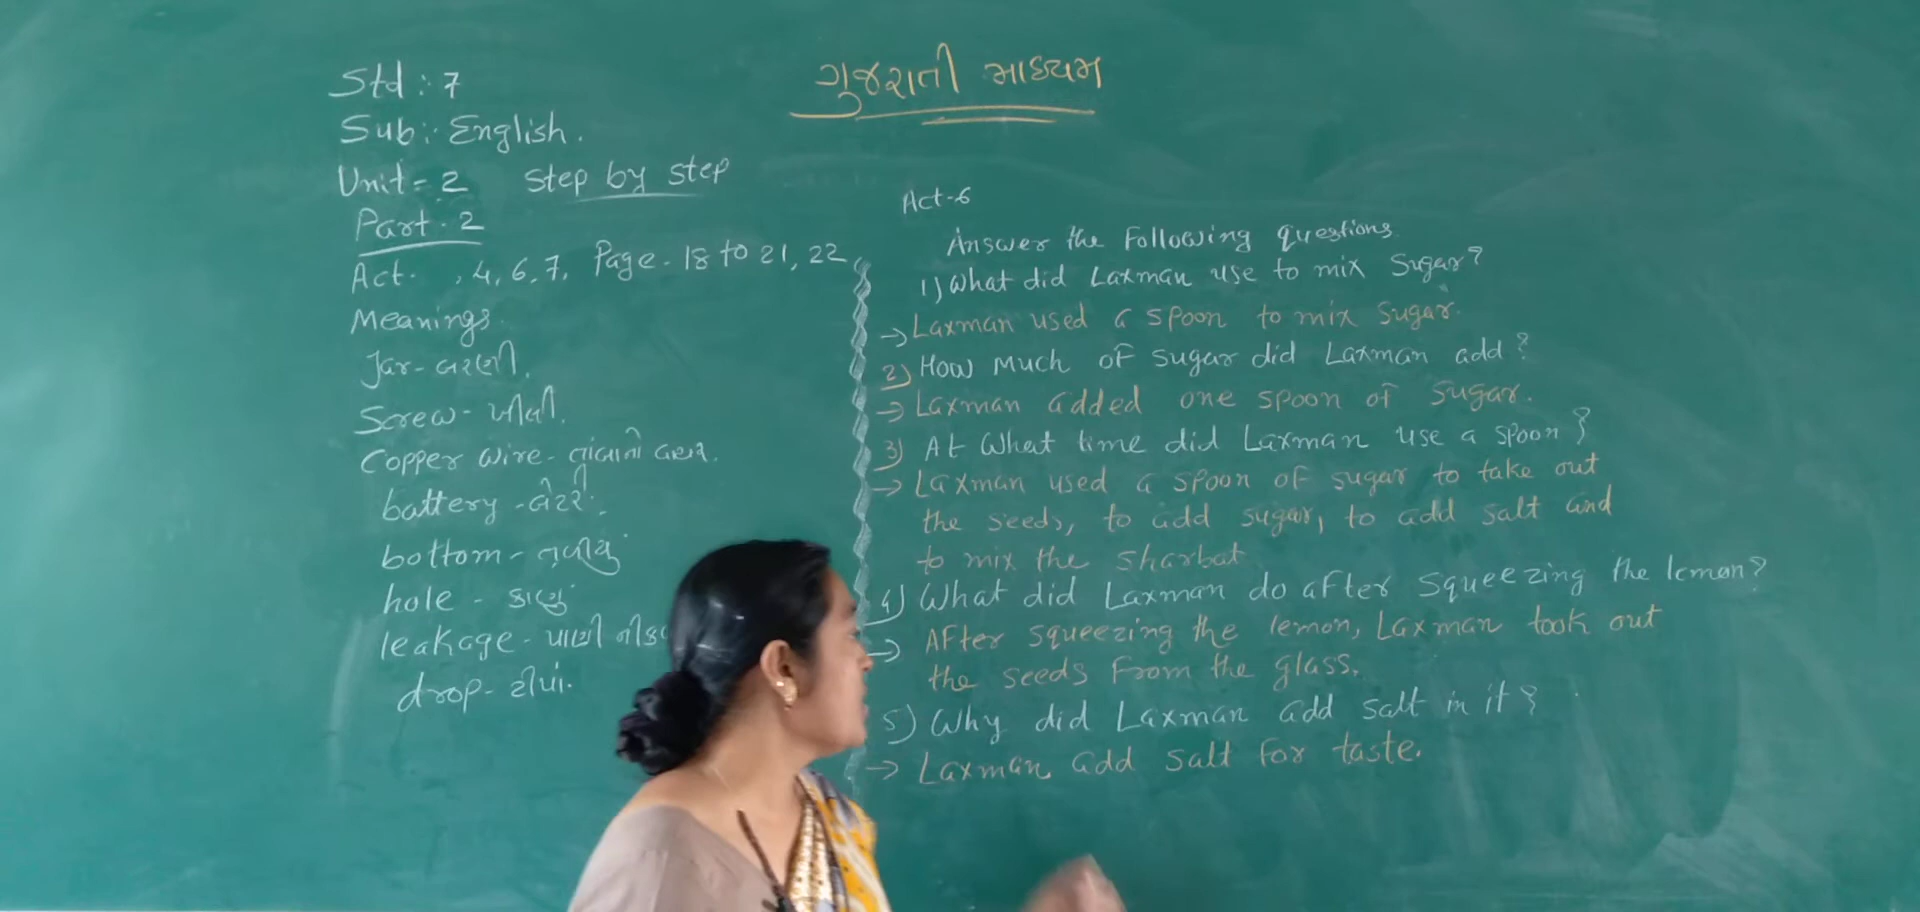 ગુજરાતી માધ્યમ
Std: 7
Sub: English.
Unit = 2 Step by step
Part. 2
Act. , 4, 6, 7, Page. 18 to 21, 22
Meanings.
Jar - બરણી.
Screw - ખીલી.
Copper wire - તાંબાનો વાયર.
battery - બેટરી.
bottom - તળીયું
hole - કાણું
leakage - પાણી
drop - ટીપાં.
Act-6
Answer the Following questions
1) What did Laxman use to mix Sugar?
→ Laxman used a spoon to mix Sugar.
2) How Much of sugar did Laxman add?
→ Laxman added one spoon of sugar.
3) At What time did Laxman use a spoon?
→ Laxman used a spoon of sugar to take out
the seeds, to add sugar, to add salt and
to mix the sharbat
4) What did Laxman do after squeezing the lemon?
→ After squeezing the lemon, Laxman took out
the seeds From the glass.
5) Why did Laxman add salt in it?
→ Laxman add salt for taste.